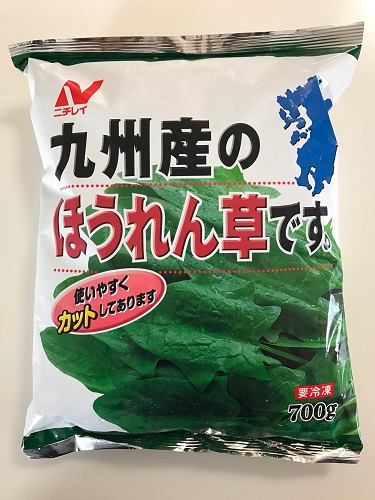 ニチレイ
九州産の
ほうれん草です。
使いやすく
カットしてあります
要冷凍
700g